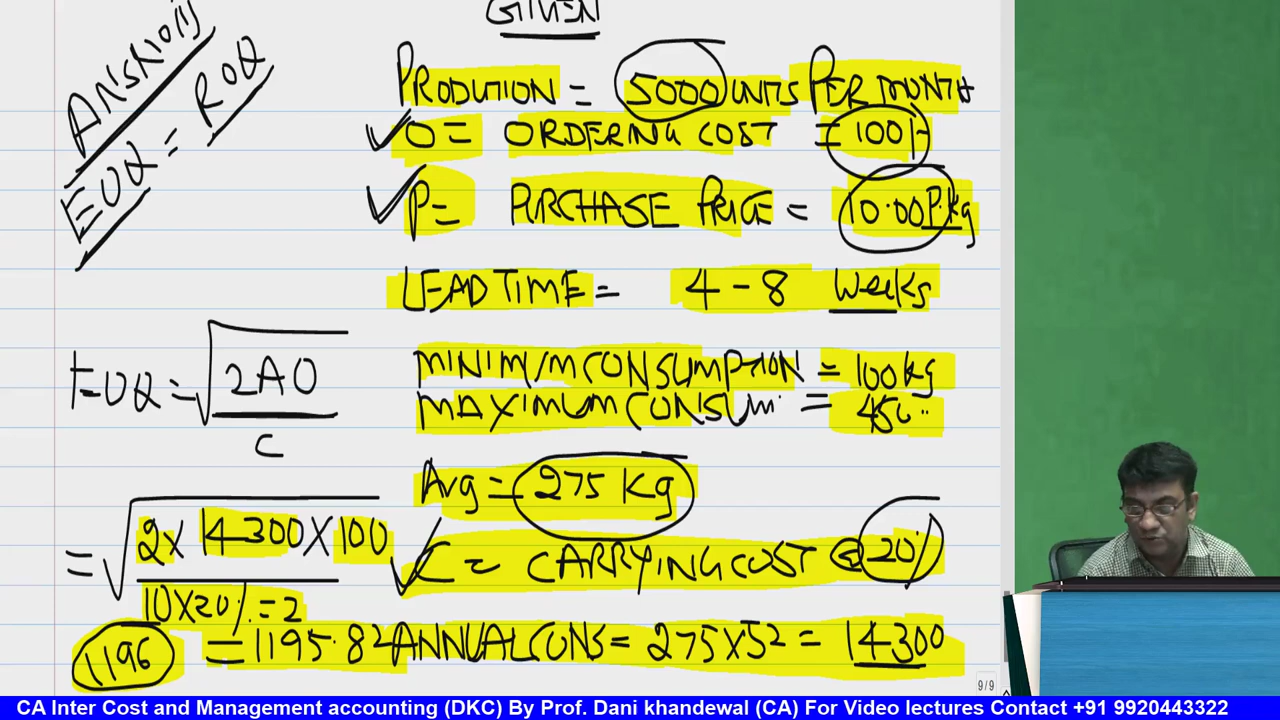 GIVEN
Ans(k)(i)
EOQ = ROQ
PRODUTION = 5000 UNITS PER MONTH
O = ORDERING COST = 100/-
P = PURCHASE PRICE = 10.00 P.Kg
LEAD TIME = 4 - 8 Weeks
EOQ = √2AO
C
MINIM/M CONSUMPTION = 100 kg
MAXIMUM CONSUM. = 450 "
Avg = 275 Kg
= √2 x 14300 x 100
10 x 20% = 2
C = CARRYING COST @ 20%
= 1195.82
1196
ANNUAL CONS = 275 x 52 = 14300
9/9
CA Inter Cost and Management accounting (DKC) By Prof. Dani khandewal (CA) For Video lectures Contact +91 9920443322